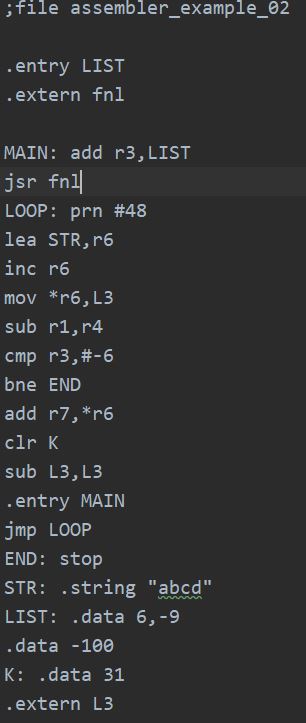 ;file assembler_example_02
.entry LIST
.extern fnl
MAIN: add r3,LIST
jsr fnl
LOOP: prn #48
lea STR,r6
inc r6
mov *r6,L3
sub r1,r4
cmp r3,#-6
bne END
add r7,*r6
clr K
sub L3,L3
.entry MAIN
jmp LOOP
END: stop
STR: .string "abcd"
LIST: .data 6,-9
.data -100
K: .data 31
.extern L3